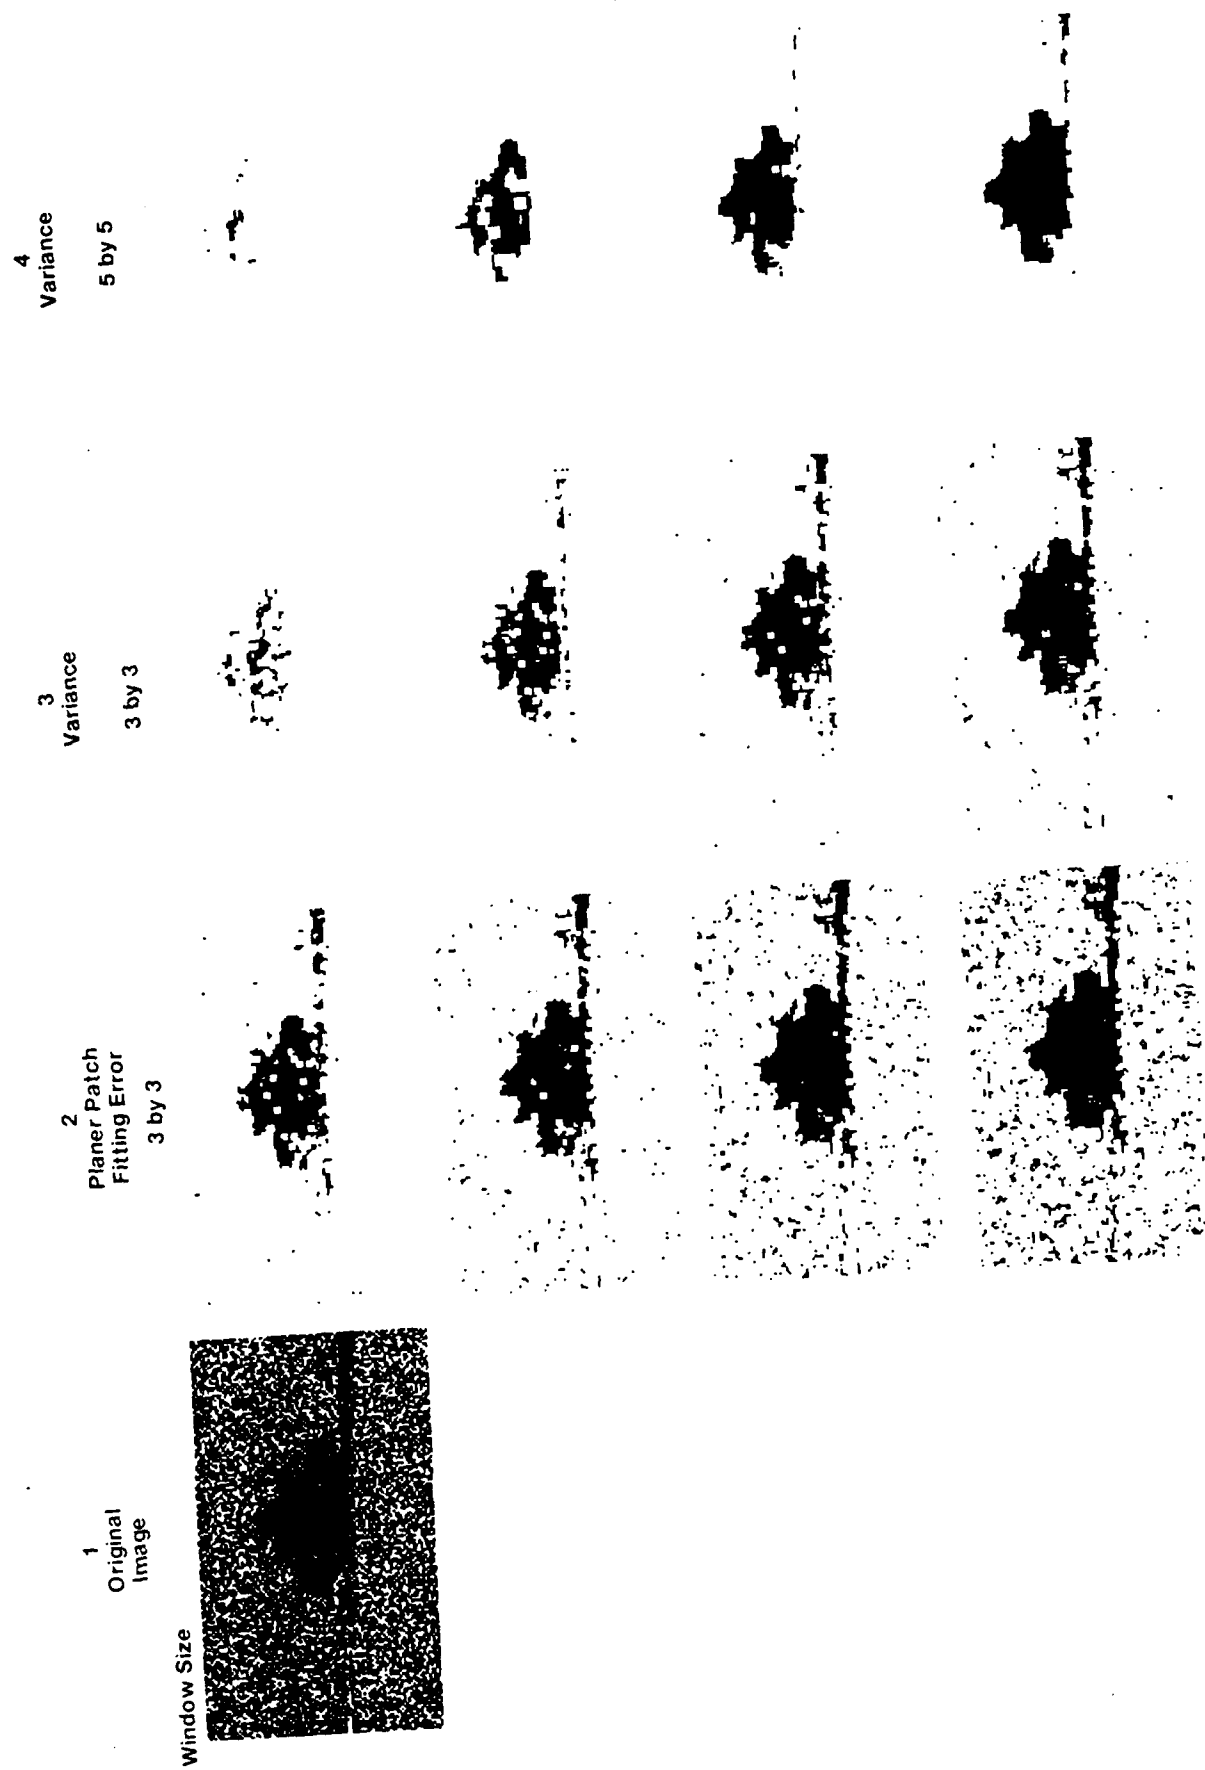 1
Original
Image
Window Size
2
Planer Patch
Fitting Error
3 by 3
3
Variance
3 by 3
4
Variance
5 by 5